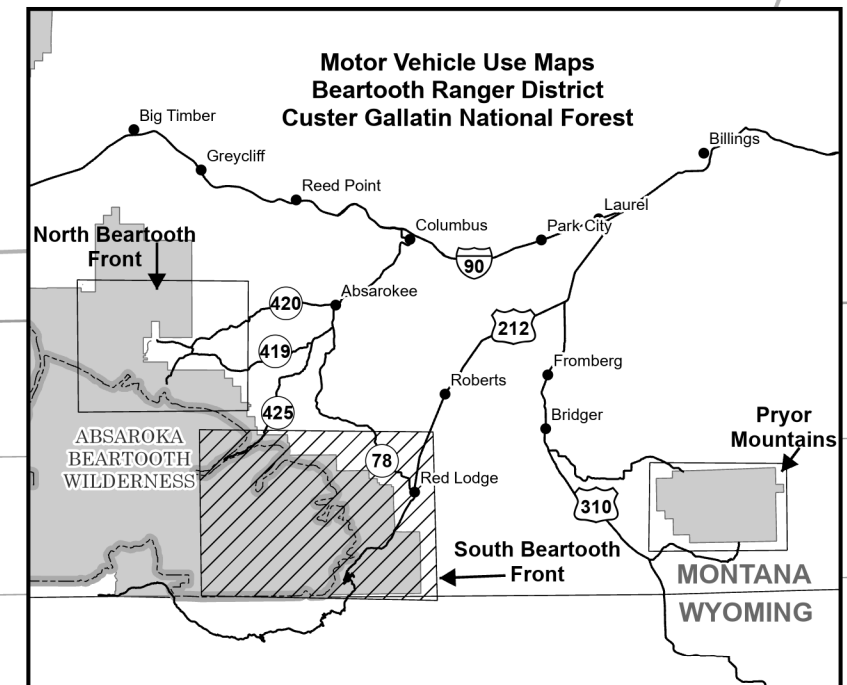 Motor Vehicle Use Maps
Beartooth Ranger District
Custer Gallatin National Forest
Big Timber
Billings
Greycliff
Reed Point
Laurel
Columbus
Park City
North Beartooth
Front
90
Absarokee
420
212
419
Fromberg
Roberts
425
Bridger
Pryor
Mountains
ABSAROKA
BEARTOOTH
WILDERNESS
78
Red Lodge
310
South Beartooth
Front
MONTANA
WYOMING